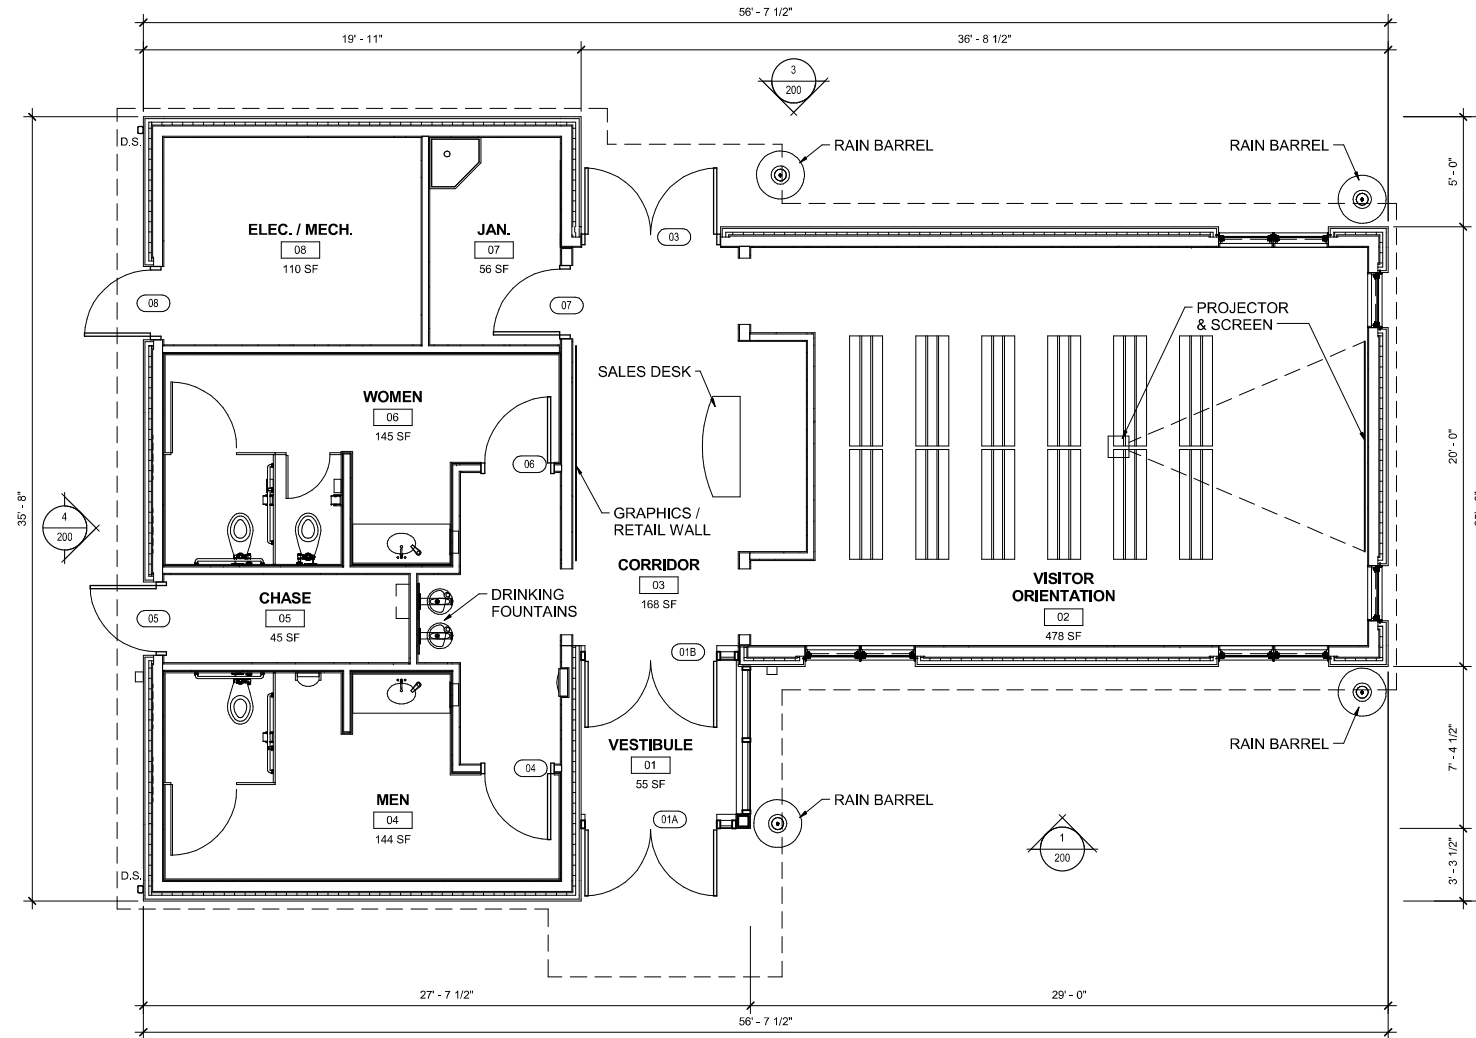 56' - 7 1/2"
19' - 11"
36' - 8 1/2"
3
200
D.S.
RAIN BARREL
RAIN BARREL
5' - 0"
ELEC. / MECH.
08
110 SF
JAN.
07
56 SF
03
08
07
PROJECTOR
& SCREEN
SALES DESK
WOMEN
06
145 SF
06
20' - 0"
35' - 8"
4
200
GRAPHICS /
RETAIL WALL
CORRIDOR
03
168 SF
VISITOR
ORIENTATION
02
478 SF
CHASE
05
45 SF
05
DRINKING
FOUNTAINS
01B
VESTIBULE
01
55 SF
RAIN BARREL
7' - 4 1/2"
04
MEN
04
144 SF
01A
RAIN BARREL
1
200
3' - 3 1/2"
D.S.
27' - 7 1/2"
29' - 0"
56' - 7 1/2"